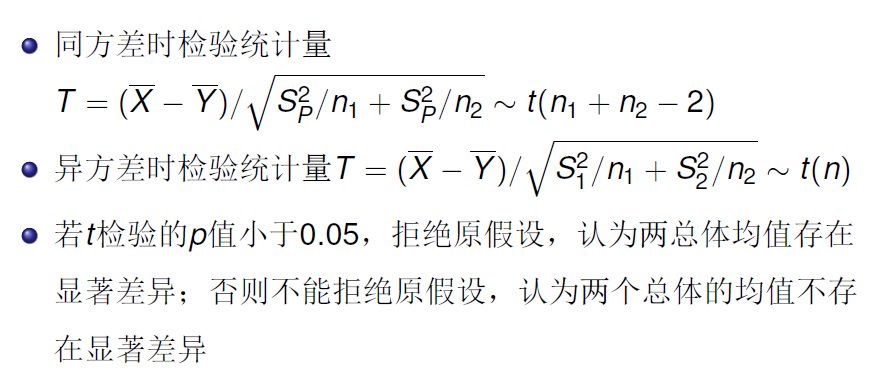 同方差时检验统计量
T = (X̅ − Y̅)/√(S²_P/n₁ + S²_P/n₂) ∼ t(n₁ + n₂ − 2)
异方差时检验统计量T = (X̅ − Y̅)/√(S²₁/n₁ + S²₂/n₂) ∼ t(n)
若t检验的p值小于0.05，拒绝原假设，认为两总体均值存在
显著差异；否则不能拒绝原假设，认为两个总体的均值不存
在显著差异